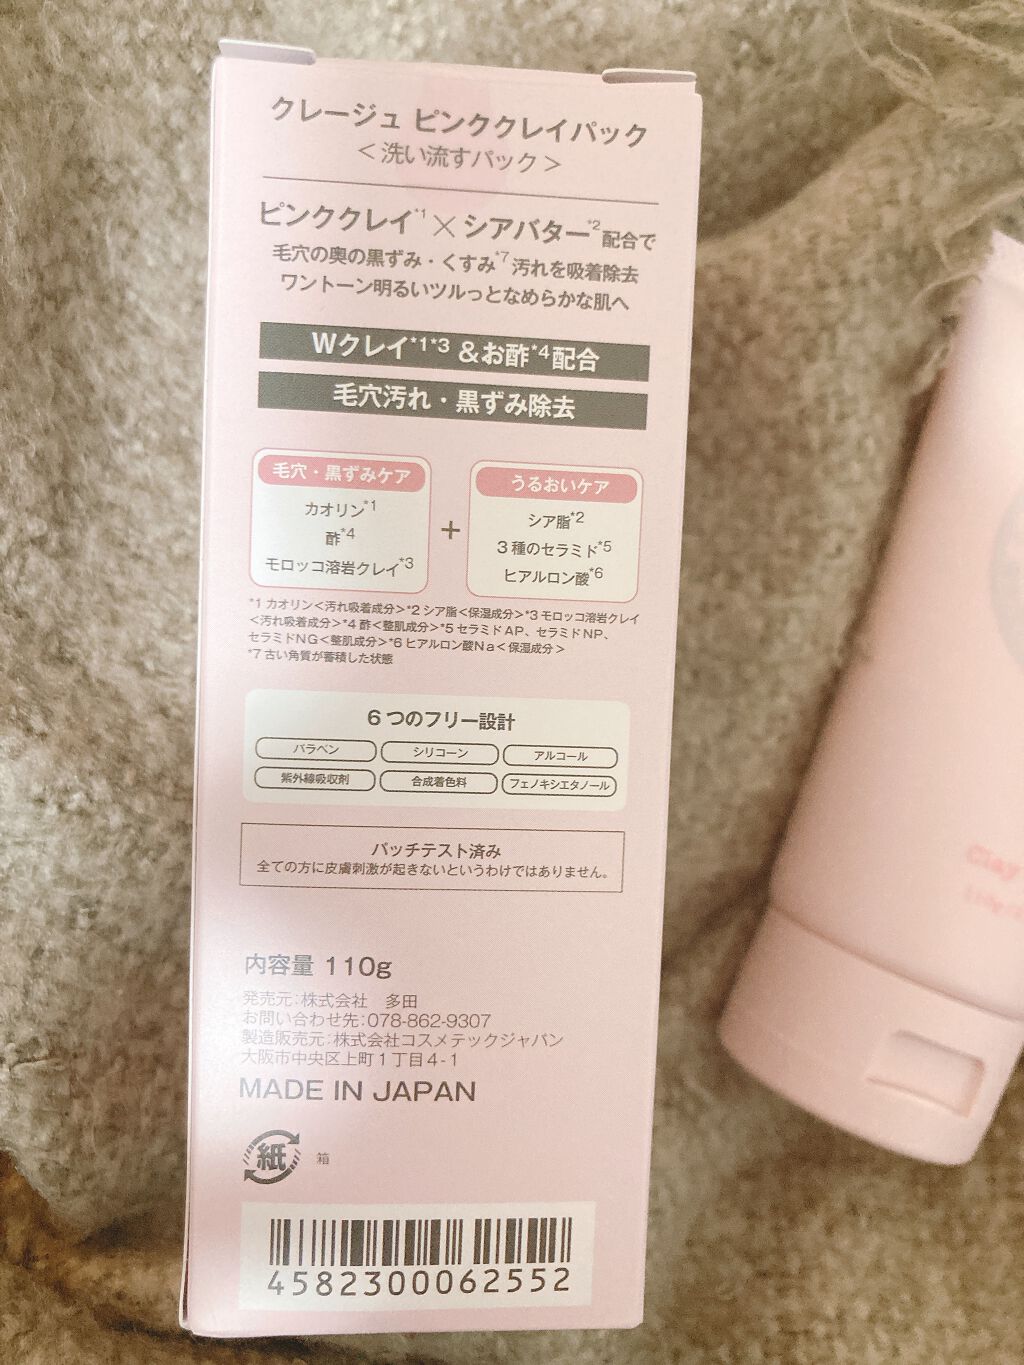 クレージュ ピンククレイパック
＜洗い流すパック＞
ピンククレイ*1×シアバター*2配合で
毛穴の奥の黒ずみ・くすみ*7汚れを吸着除去
ワントーン明るいツルっとなめらかな肌へ
Wクレイ*1*3&お酢*4配合
毛穴汚れ・黒ずみ除去
毛穴・黒ずみケア
カオリン*1
酢*4
モロッコ溶岩クレイ*3
+
うるおいケア
シア脂*2
3種のセラミド*5
ヒアルロン酸*6
*1 カオリン＜汚れ吸着成分＞*2 シア脂＜保湿成分＞*3 モロッコ溶岩クレイ
＜汚れ吸着成分＞*4 酢＜整肌成分＞*5 セラミドAP、セラミドNP、
セラミドNG＜整肌成分＞*6 ヒアルロン酸Na＜保湿成分＞
*7 古い角質が蓄積した状態
6つのフリー設計
パラベン シリコーン アルコール
紫外線吸収剤 合成着色料 フェノキシエタノール
パッチテスト済み
全ての方に皮膚刺激が起きないというわけではありません。
内容量 110g
発売元：株式会社 多田
お問い合わせ先：078-862-9307
製造販売元：株式会社コスメテックジャパン
大阪市中央区上町1丁目4-1
MADE IN JAPAN
紙 箱
4582300062552
Clay